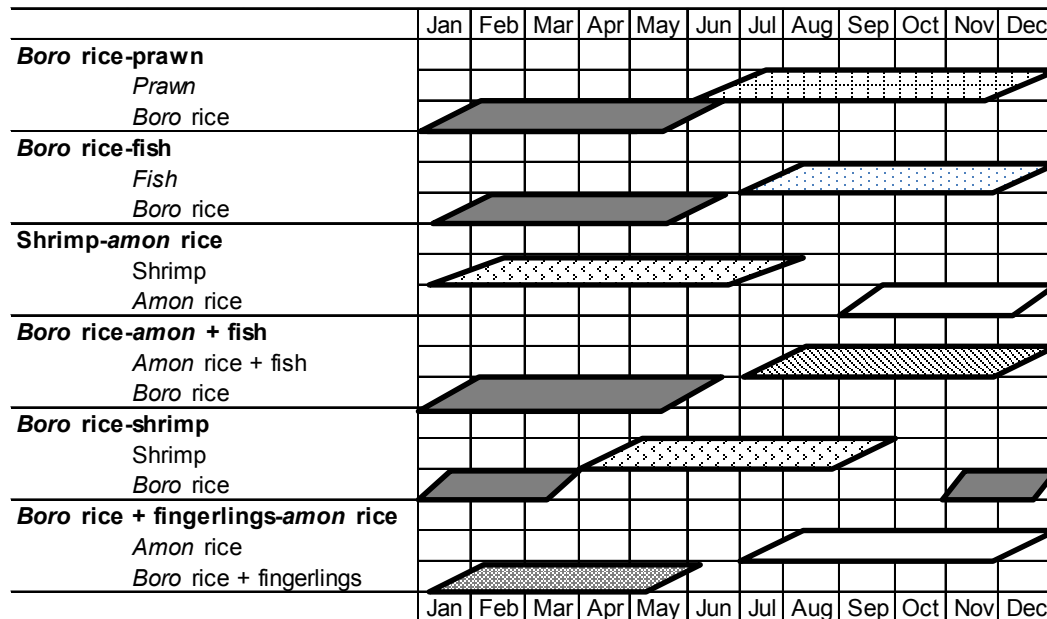 Jan Feb Mar Apr May Jun Jul Aug Sep Oct Nov Dec
Boro rice-prawn
Prawn
Boro rice
Boro rice-fish
Fish
Boro rice
Shrimp-amon rice
Shrimp
Amon rice
Boro rice-amon + fish
Amon rice + fish
Boro rice
Boro rice-shrimp
Shrimp
Boro rice
Boro rice + fingerlings-amon rice
Amon rice
Boro rice + fingerlings
Jan Feb Mar Apr May Jun Jul Aug Sep Oct Nov Dec